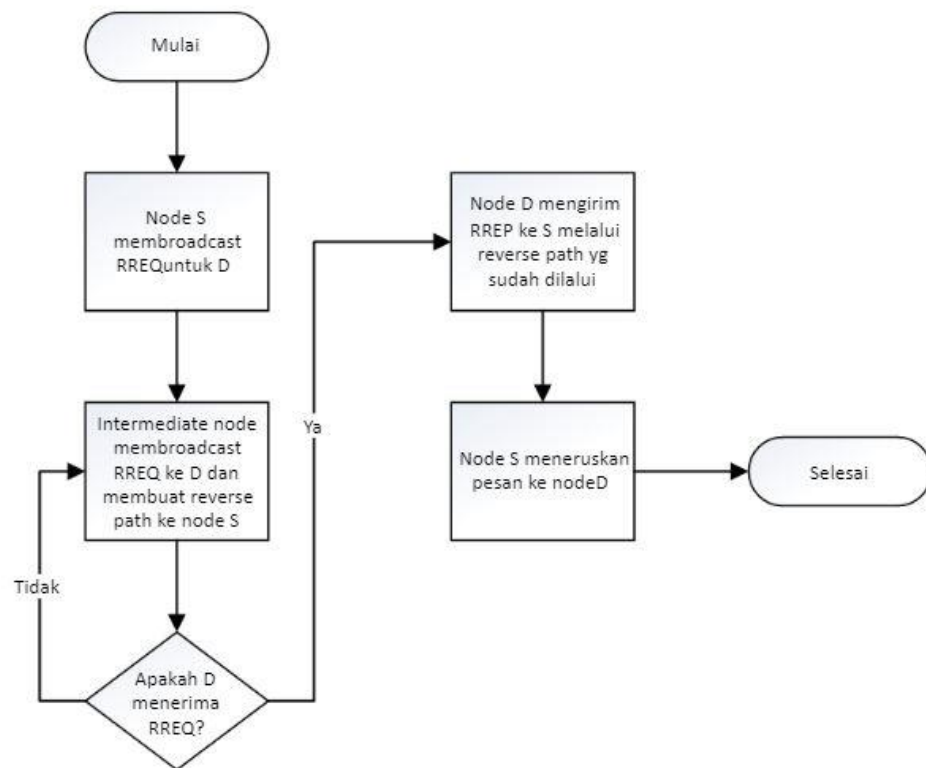 Mulai
Node S
membroadcast
RREQuntuk D
Intermediate node
membroadcast
RREQ ke D dan
membuat reverse
path ke node S
Tidak
Apakah D
menerima
RREQ?
Ya
Node D mengirim
RREP ke S melalui
reverse path yg
sudah dilalui
Node S meneruskan
pesan ke nodeD
Selesai